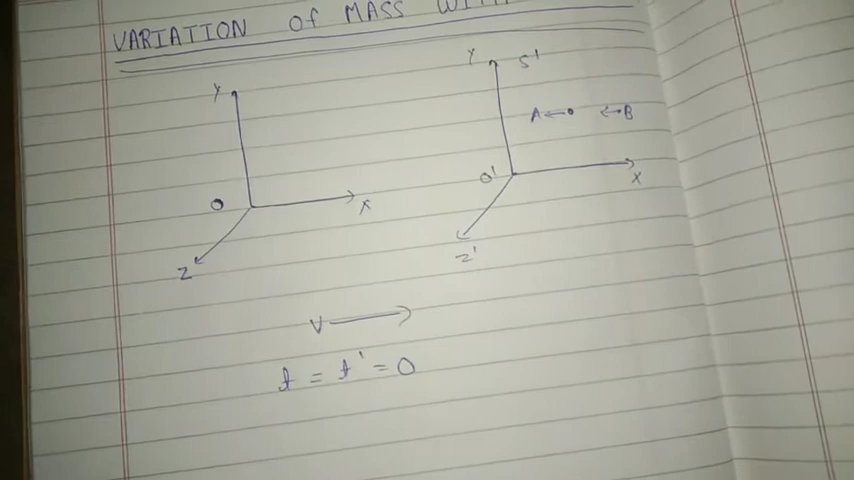 VARIATION of MASS
Y
Y S'
A B
O'
X
O
X
Z'
Z
V
t = t' = 0